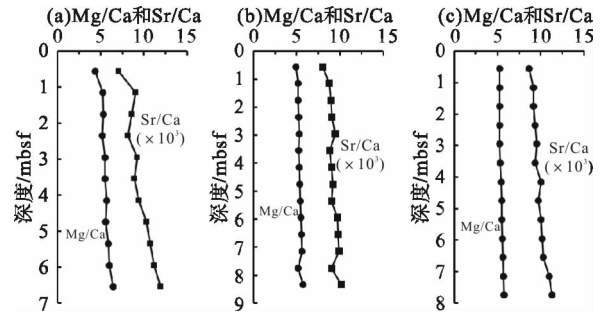 (a)Mg/Ca和Sr/Ca
0 5 10 15
0
1
2
3
4
5
6
7
深度/mbsf
Sr/Ca
(×10³)
Mg/Ca
(b)Mg/Ca和Sr/Ca
0 5 10 15
0
1
2
3
4
5
6
7
8
9
深度/mbsf
Sr/Ca
(×10³)
Mg/Ca
(c)Mg/Ca和Sr/Ca
0 5 10 15
0
1
2
3
4
5
6
7
8
深度/mbsf
Sr/Ca
(×10³)
Mg/Ca